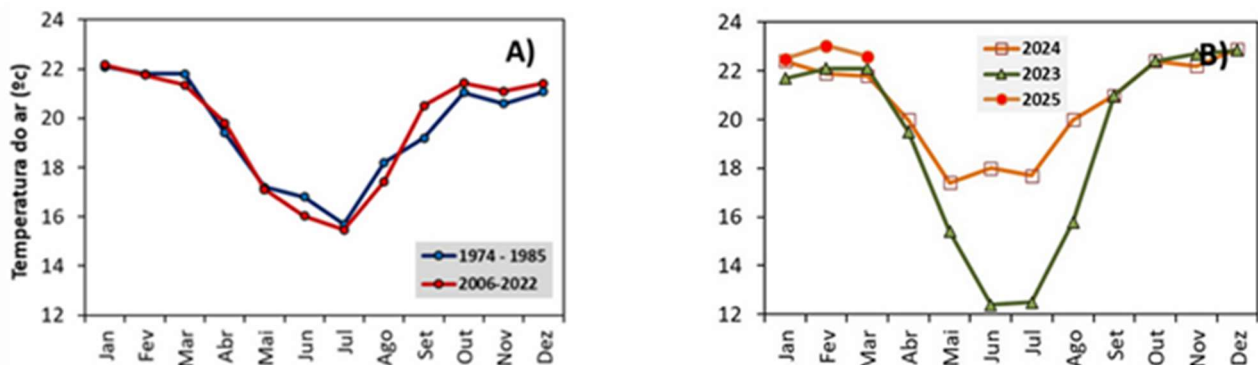 Temperatura do ar (ºc)
24
22
20
18
16
14
12
A)
1974 - 1985
2006-2022
Jan
Fev
Mar
Abr
Mai
Jun
Jul
Ago
Set
Out
Nov
Dez
24
22
20
18
16
14
12
B)
2024
2023
2025
Jan
Fev
Mar
Abr
Mai
Jun
Jul
Ago
Set
Out
Nov
Dez